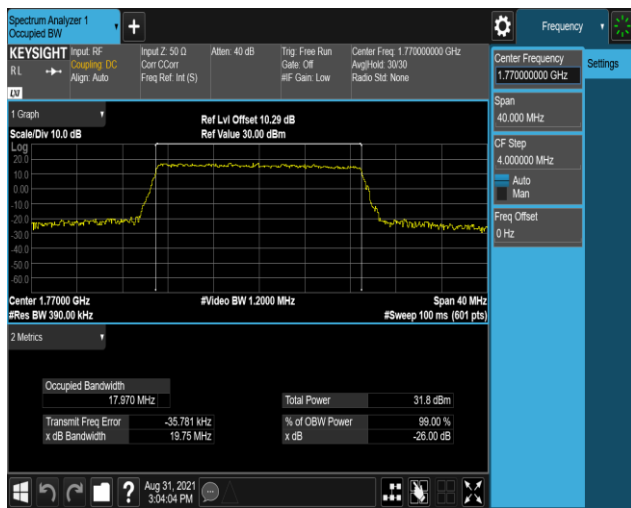 Spectrum Analyzer 1
Occupied BW
Frequency
KEYSIGHT
RL
Input: RF
Coupling: DC
Align: Auto
Input Z: 50 Ω
Corr CCorr
Freq Ref: Int (S)
Atten: 40 dB
Trig: Free Run
Gate: Off
#IF Gain: Low
Center Freq: 1.770000000 GHz
Avg|Hold: 30/30
Radio Std: None
LXI
1 Graph
Scale/Div 10.0 dB
Ref Lvl Offset 10.29 dB
Ref Value 30.00 dBm
Log
20.0
10.0
0.00
-10.0
-20.0
-30.0
-40.0
-50.0
-60.0
Center 1.77000 GHz
#Video BW 1.2000 MHz
Span 40 MHz
#Res BW 390.00 kHz
#Sweep 100 ms (601 pts)
2 Metrics
Occupied Bandwidth
17.970 MHz
Total Power 31.8 dBm
Transmit Freq Error -35.781 kHz
% of OBW Power 99.00 %
x dB Bandwidth 19.75 MHz
x dB -26.00 dB
Aug 31, 2021
3:04:04 PM
Center Frequency
1.770000000 GHz
Settings
Span
40.000 MHz
CF Step
4.000000 MHz
Auto
Man
Freq Offset
0 Hz